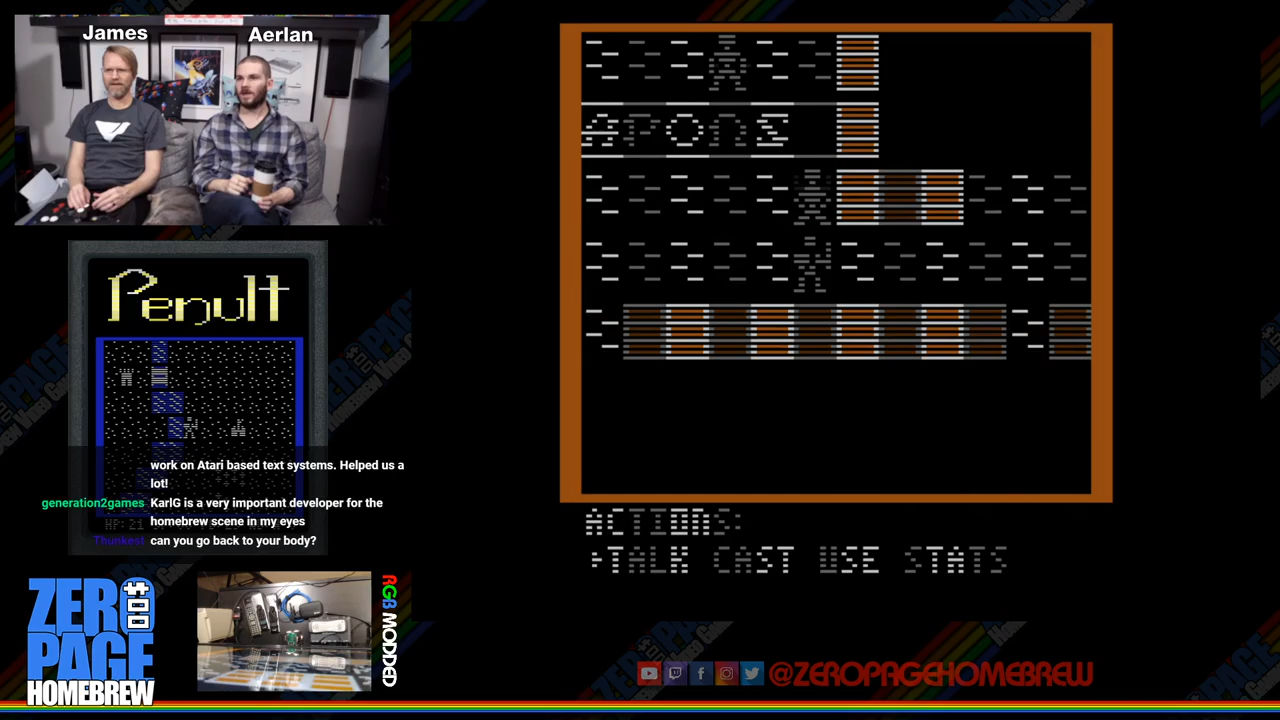 James
Aerlan
APONS
Penult
work on Atari based text systems. Helped us a
lot!
generation2games KarlG is a very important developer for the
homebrew scene in my eyes
Thunkest can you go back to your body?
ACTIONS:
TALK CAST USE STATS
ZERO
PAGE
HOMEBREW
RGB MODDED
@ZEROPAGEHOMEBREW